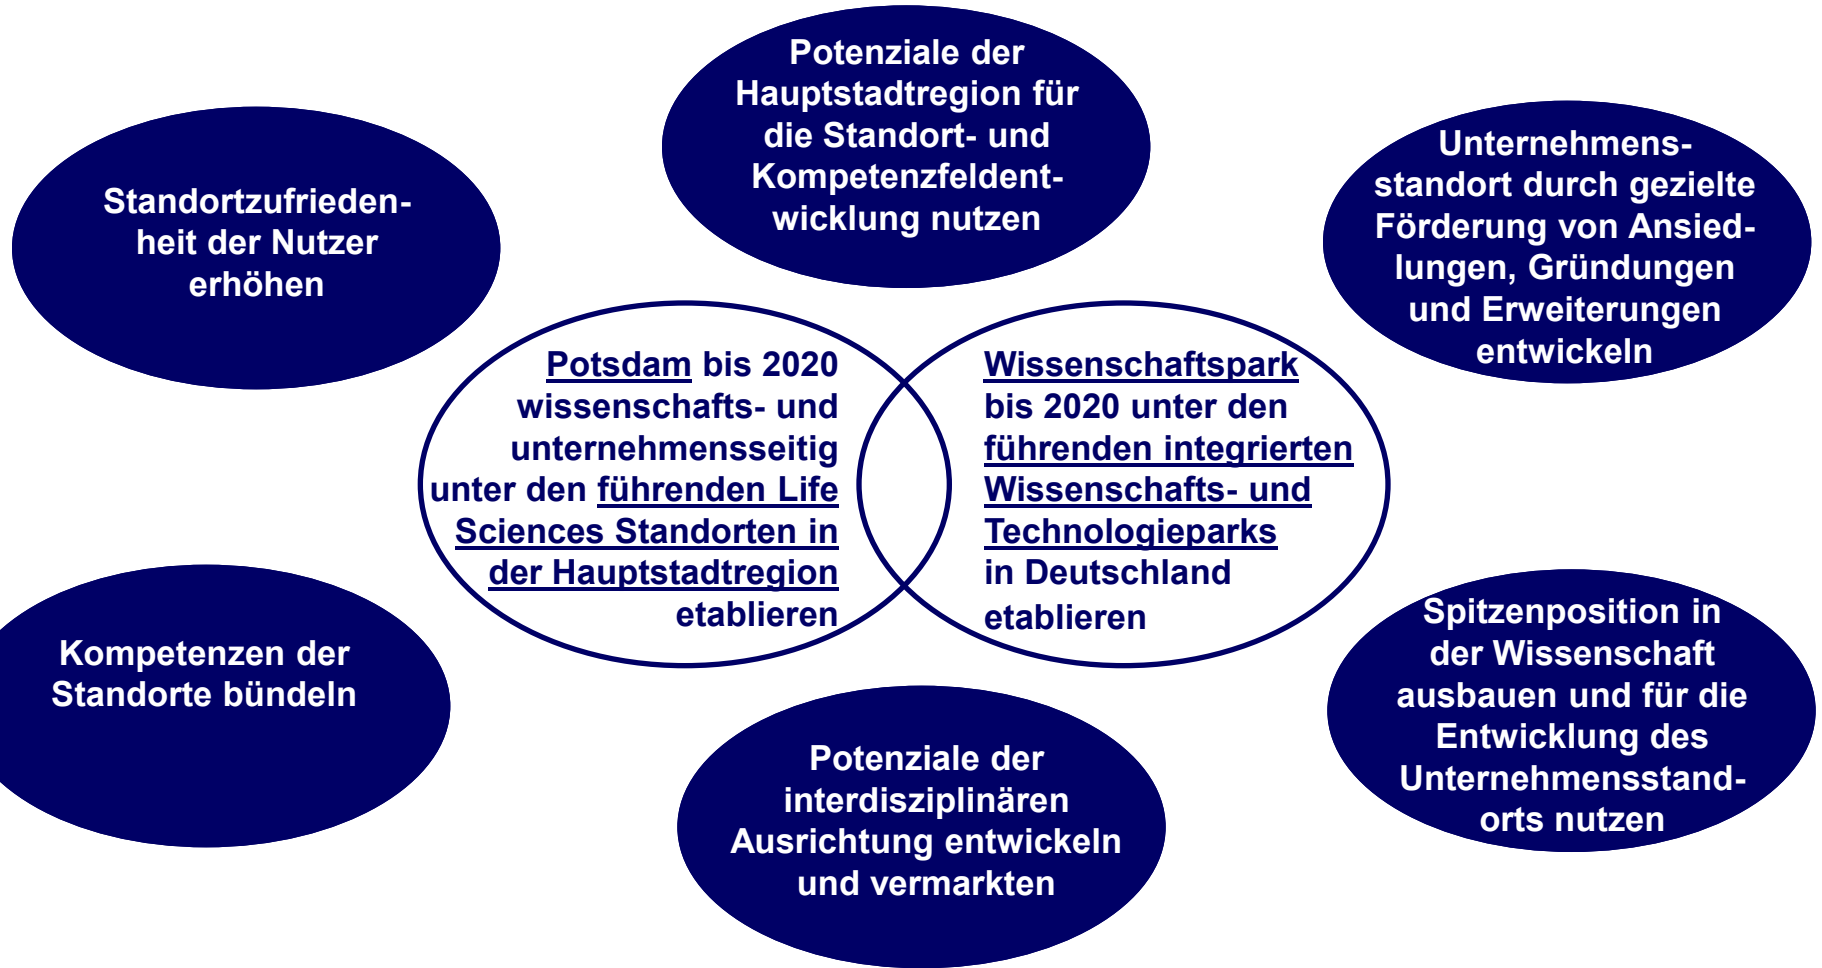 Potenziale der
Hauptstadtregion für
die Standort- und
Kompetenzfeldent-
wicklung nutzen
Standortzufrieden-
heit der Nutzer
erhöhen
Unternehmens-
standort durch gezielte
Förderung von Ansied-
lungen, Gründungen
und Erweiterungen
entwickeln
Potsdam bis 2020
wissenschafts- und
unternehmensseitig
unter den führenden Life
Sciences Standorten in
der Hauptstadtregion
etablieren
Wissenschaftspark
bis 2020 unter den
führenden integrierten
Wissenschafts- und
Technologieparks
in Deutschland
etablieren
Kompetenzen der
Standorte bündeln
Potenziale der
interdisziplinären
Ausrichtung entwickeln
und vermarkten
Spitzenposition in
der Wissenschaft
ausbauen und für die
Entwicklung des
Unternehmensstand-
orts nutzen